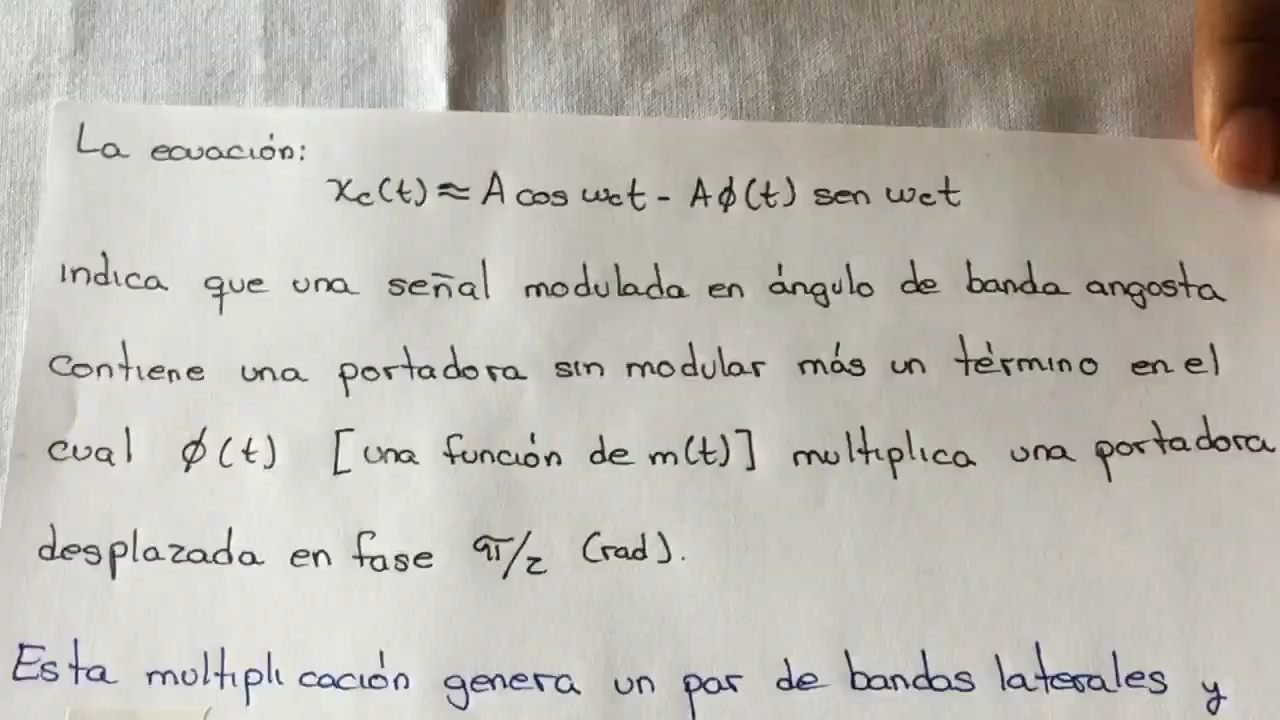 La ecuación:
xc(t) ≈ A cos wct - Aϕ(t) sen wct
indica que una señal modulada en ángulo de banda angosta
contiene una portadora sin modular más un término en el
cual ϕ(t) [una función de m(t)] multiplica una portadora
desplazada en fase π/2 (rad).
Esta multiplicación genera un par de bandas laterales y